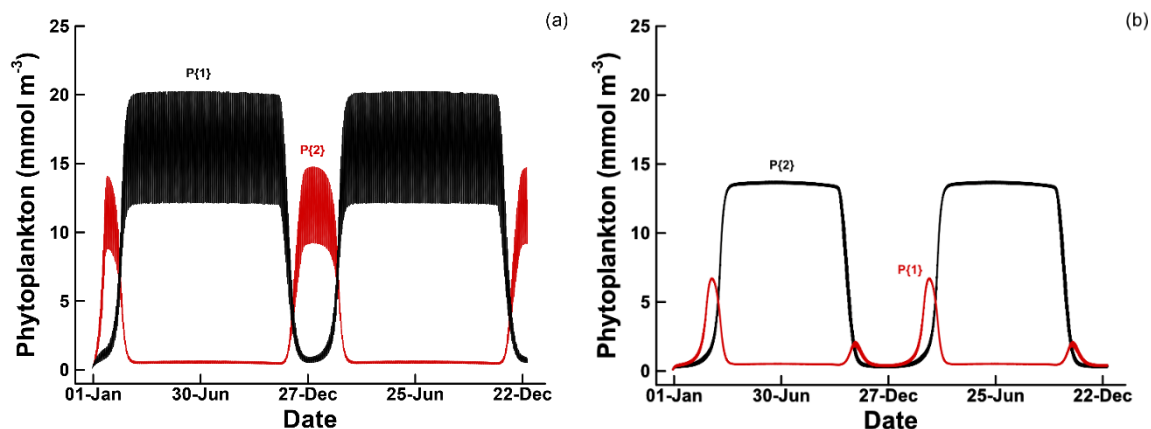 (a)
Phytoplankton (mmol m⁻³)
25
20
15
10
5
0
P{1}
P{2}
01-Jan
30-Jun
27-Dec
25-Jun
22-Dec
Date
(b)
Phytoplankton (mmol m⁻³)
25
20
15
10
5
0
P{2}
P{1}
01-Jan
30-Jun
27-Dec
25-Jun
22-Dec
Date